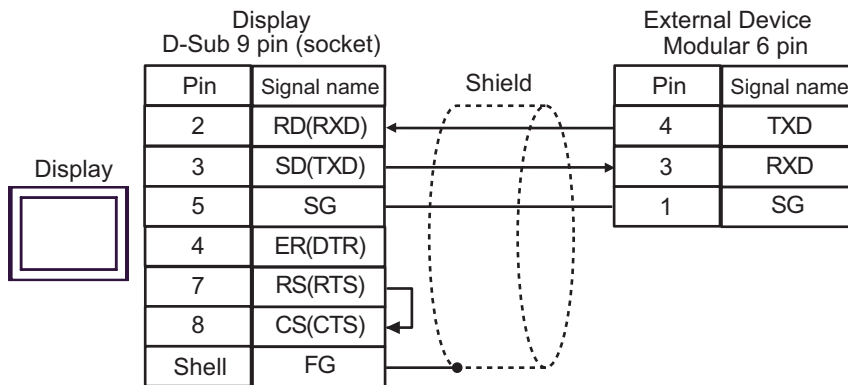 Display
D-Sub 9 pin (socket)
External Device
Modular 6 pin
Pin Signal name Shield Pin Signal name
2 RD(RXD) 4 TXD
Display 3 SD(TXD) 3 RXD
5 SG 1 SG
4 ER(DTR)
7 RS(RTS)
8 CS(CTS)
Shell FG